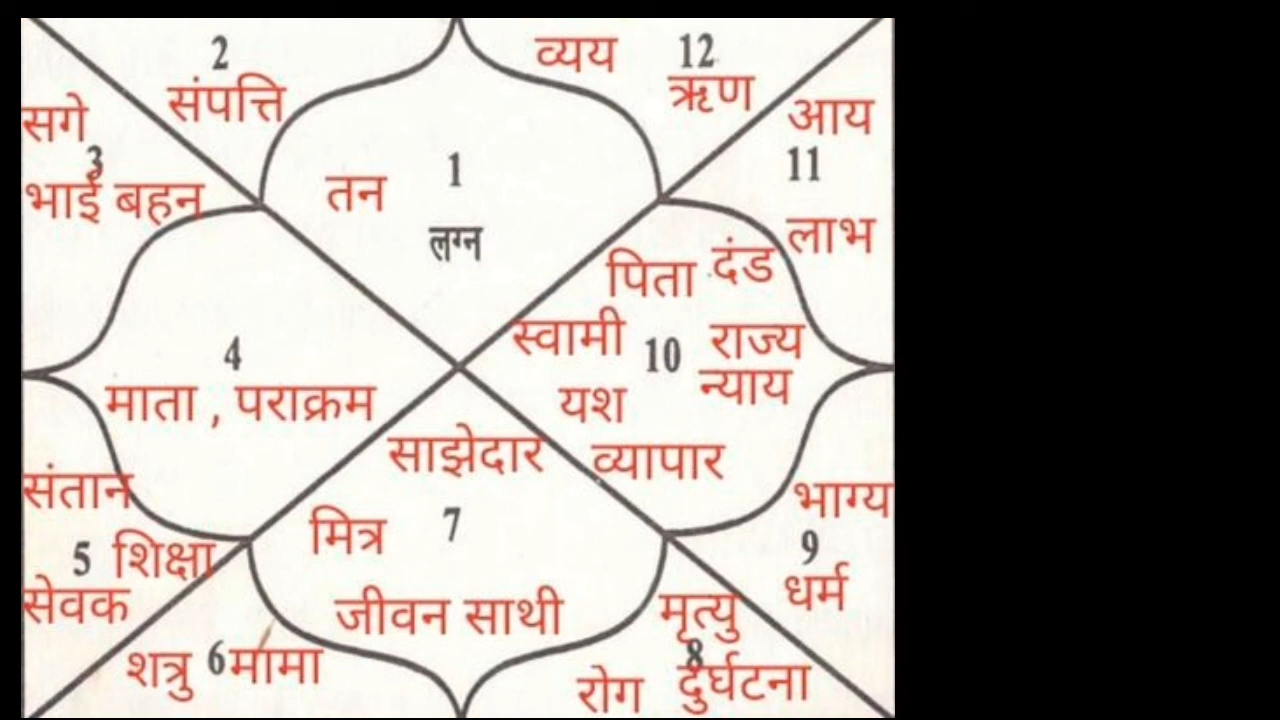 2
संपत्ति
व्यय 12
ऋण
सगे
3
भाई बहन
आय
11
लाभ
तन 1
लग्न
पिता दंड
स्वामी 10 राज्य
न्याय
यश
व्यापार
4
माता , पराक्रम
साझेदार
मित्र 7
जीवन साथी
संतान
5 शिक्षा
सेवक
भाग्य
9
धर्म
शत्रु 6 मामा
मृत्यु
8
रोग दुर्घटना